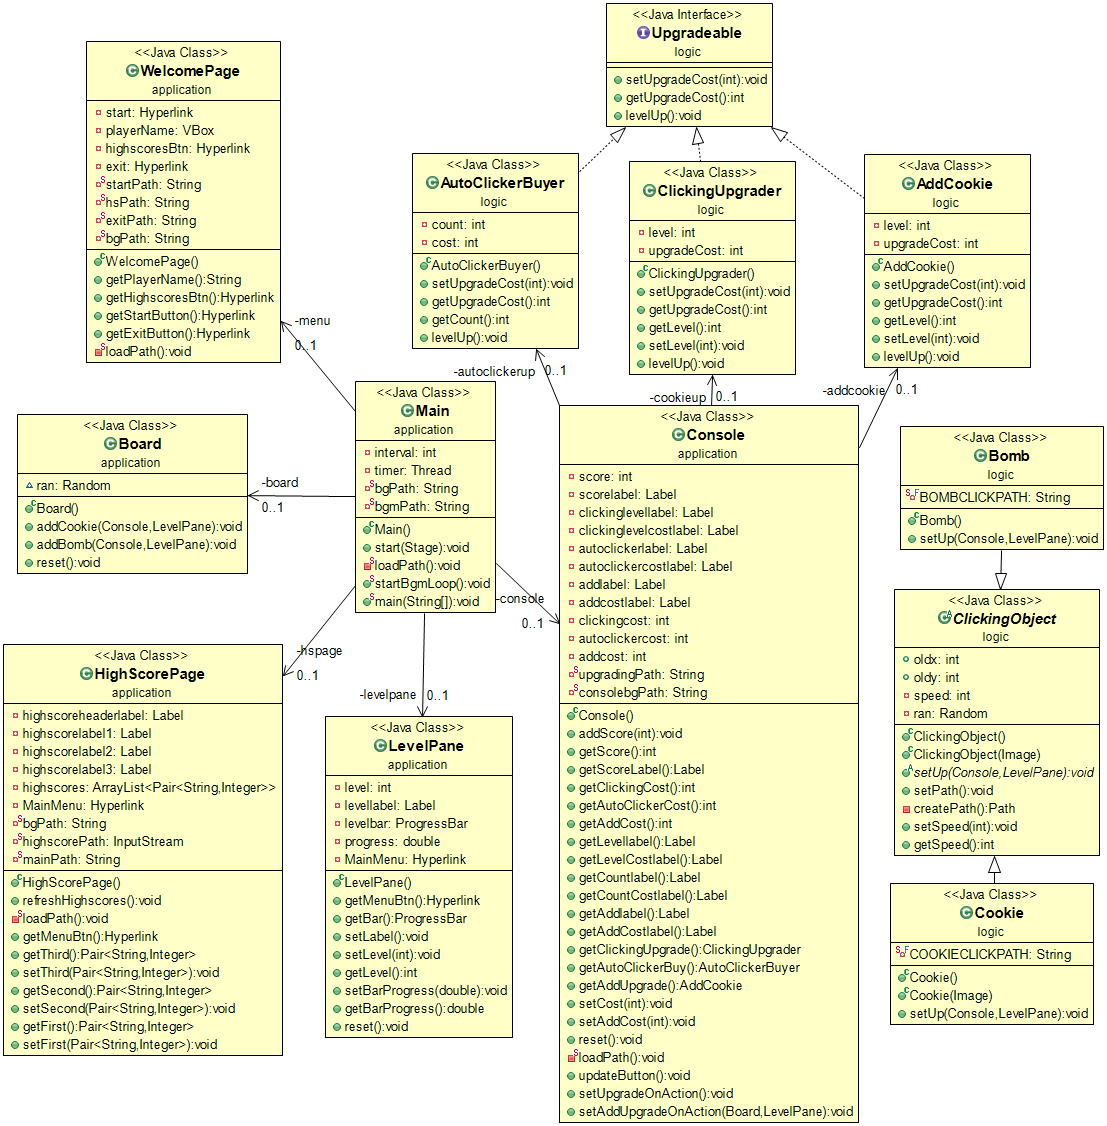 <<Java Interface>>
Upgradeable
logic
setUpgradeCost(int):void
getUpgradeCost():int
levelUp():void
<<Java Class>>
WelcomePage
application
start: Hyperlink
playerName: VBox
highscoresBtn: Hyperlink
exit: Hyperlink
startPath: String
hsPath: String
exitPath: String
bgPath: String
WelcomePage()
getPlayerName():String
getHighscoresBtn():Hyperlink
getStartButton():Hyperlink
getExitButton():Hyperlink
loadPath():void
<<Java Class>>
AutoClickerBuyer
logic
count: int
cost: int
AutoClickerBuyer()
setUpgradeCost(int):void
getUpgradeCost():int
getCount():int
levelUp():void
<<Java Class>>
ClickingUpgrader
logic
level: int
upgradeCost: int
ClickingUpgrader()
setUpgradeCost(int):void
getUpgradeCost():int
getLevel():int
setLevel(int):void
levelUp():void
<<Java Class>>
AddCookie
logic
level: int
upgradeCost: int
AddCookie()
setUpgradeCost(int):void
getUpgradeCost():int
getLevel():int
setLevel(int):void
levelUp():void
-menu
0..1
-autoclickerup
0..1
-cookieup
0..1
-addcookie
0..1
<<Java Class>>
Main
application
interval: int
timer: Thread
bgPath: String
bgmPath: String
Main()
start(Stage):void
loadPath():void
startBgmLoop():void
main(String[]):void
<<Java Class>>
Board
application
ran: Random
Board()
addCookie(Console,LevelPane):void
addBomb(Console,LevelPane):void
reset():void
-board
0..1
-console
0..1
-hspage
0..1
-levelpane
0..1
<<Java Class>>
Console
application
score: int
scorelabel: Label
clickinglevellabel: Label
clickinglevelcostlabel: Label
autoclickerlabel: Label
autoclickercostlabel: Label
addlabel: Label
addcostlabel: Label
clickingcost: int
autoclickercost: int
addcost: int
upgradingPath: String
consolebgPath: String
Console()
addScore(int):void
getScore():int
getScoreLabel():Label
getClickingCost():int
getAutoClickerCost():int
getAddCost():int
getLevellabel():Label
getLevelCostlabel():Label
getCountlabel():Label
getCountCostlabel():Label
getAddlabel():Label
getAddCostlabel():Label
getClickingUpgrade():ClickingUpgrader
getAutoClickerBuy():AutoClickerBuyer
getAddUpgrade():AddCookie
setCost(int):void
setAddCost(int):void
reset():void
loadPath():void
updateButton():void
setUpgradeOnAction():void
setAddUpgradeOnAction(Board,LevelPane):void
<<Java Class>>
Bomb
logic
BOMBCLICKPATH: String
Bomb()
setUp(Console,LevelPane):void
<<Java Class>>
ClickingObject
logic
oldx: int
oldy: int
speed: int
ran: Random
ClickingObject()
ClickingObject(Image)
setUp(Console,LevelPane):void
setPath():void
createPath():Path
setSpeed(int):void
getSpeed():int
<<Java Class>>
Cookie
logic
COOKIECLICKPATH: String
Cookie()
Cookie(Image)
setUp(Console,LevelPane):void
<<Java Class>>
HighScorePage
application
highscoreheaderlabel: Label
highscorelabel1: Label
highscorelabel2: Label
highscorelabel3: Label
highscores: ArrayList<Pair<String,Integer>>
MainMenu: Hyperlink
bgPath: String
highscorePath: InputStream
mainPath: String
HighScorePage()
refreshHighscores():void
loadPath():void
getMenuBtn():Hyperlink
getThird():Pair<String,Integer>
setThird(Pair<String,Integer>):void
getSecond():Pair<String,Integer>
setSecond(Pair<String,Integer>):void
getFirst():Pair<String,Integer>
setFirst(Pair<String,Integer>):void
<<Java Class>>
LevelPane
application
level: int
levellabel: Label
levelbar: ProgressBar
progress: double
MainMenu: Hyperlink
LevelPane()
getMenuBtn():Hyperlink
getBar():ProgressBar
setLabel():void
setLevel(int):void
getLevel():int
setBarProgress(double):void
getBarProgress():double
reset():void